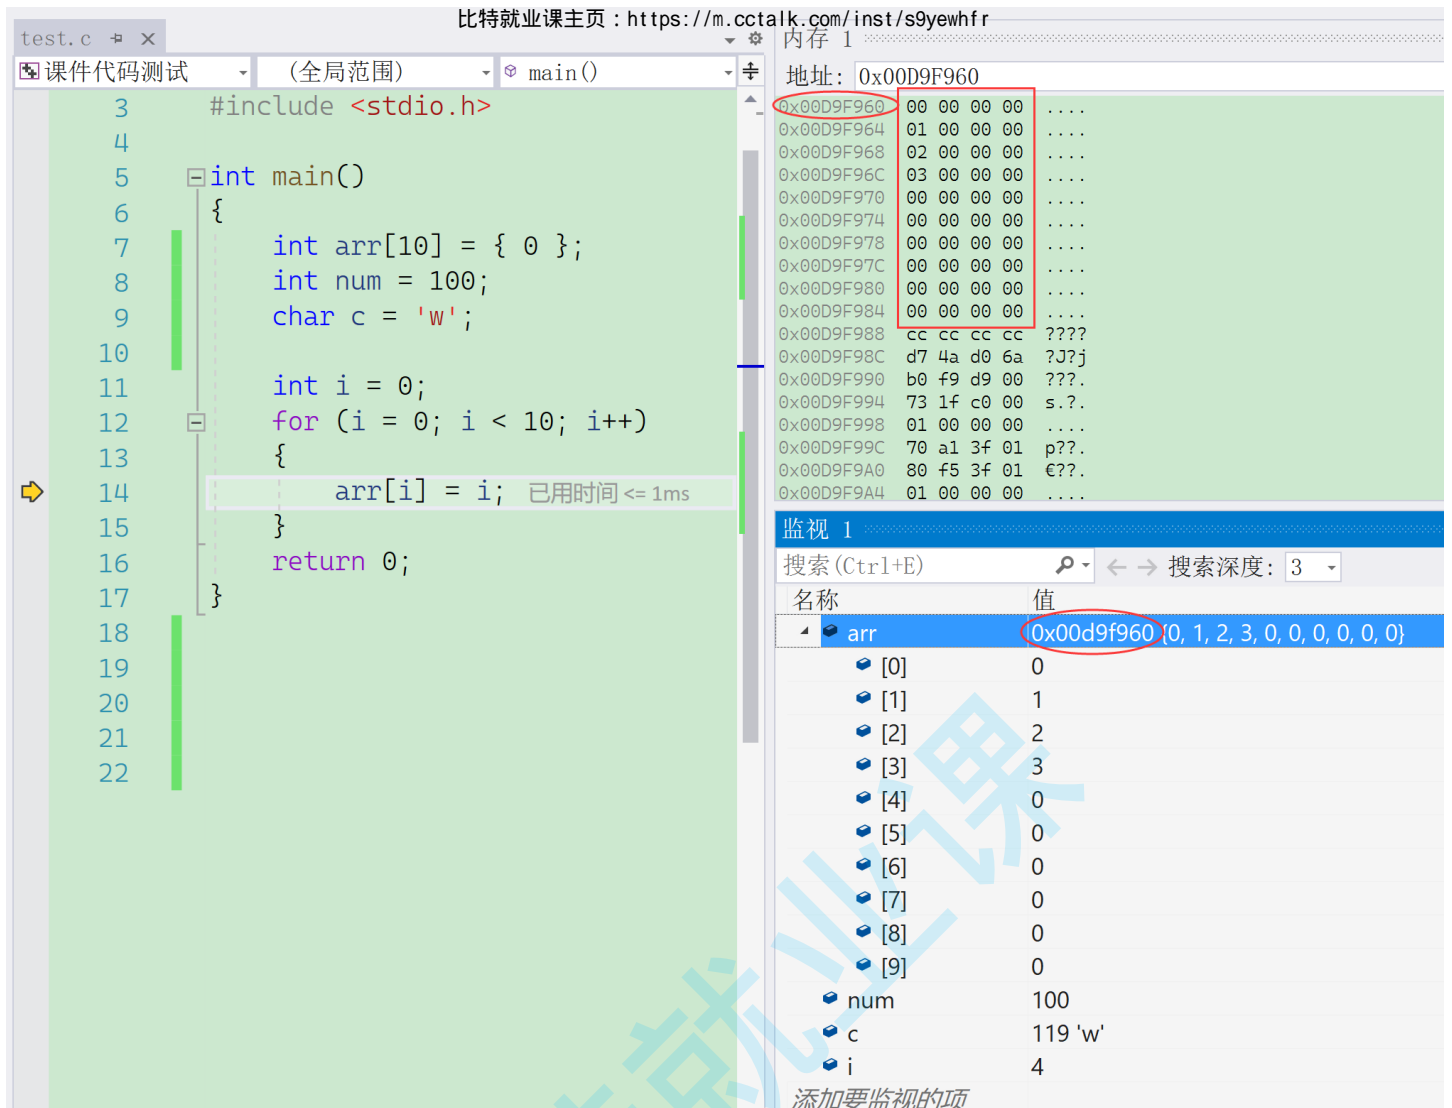 比特就业课主页：https://m.cctalk.com/inst/s9yewhfr
test.c
课件代码测试 (全局范围) main()
3 #include <stdio.h>
4
5 int main()
6 {
7 int arr[10] = { 0 };
8 int num = 100;
9 char c = 'w';
10
11 int i = 0;
12 for (i = 0; i < 10; i++)
13 {
14 arr[i] = i; 已用时间 <= 1ms
15 }
16 return 0;
17 }
18
19
20
21
22
内存 1
地址: 0x00D9F960
0x00D9F960 00 00 00 00 ....
0x00D9F964 01 00 00 00 ....
0x00D9F968 02 00 00 00 ....
0x00D9F96C 03 00 00 00 ....
0x00D9F970 00 00 00 00 ....
0x00D9F974 00 00 00 00 ....
0x00D9F978 00 00 00 00 ....
0x00D9F97C 00 00 00 00 ....
0x00D9F980 00 00 00 00 ....
0x00D9F984 00 00 00 00 ....
0x00D9F988 cc cc cc cc ????
0x00D9F98C d7 4a d0 6a ?J?j
0x00D9F990 b0 f9 d9 00 ???.
0x00D9F994 73 1f c0 00 s.?.
0x00D9F998 01 00 00 00 ....
0x00D9F99C 70 a1 3f 01 p??.
0x00D9F9A0 80 f5 3f 01 €??.
0x00D9F9A4 01 00 00 00 ....
监视 1
搜索(Ctrl+E) 搜索深度: 3
名称 值
arr 0x00d9f960 {0, 1, 2, 3, 0, 0, 0, 0, 0, 0}
[0] 0
[1] 1
[2] 2
[3] 3
[4] 0
[5] 0
[6] 0
[7] 0
[8] 0
[9] 0
num 100
c 119 'w'
i 4
添加要监视的项
就业课